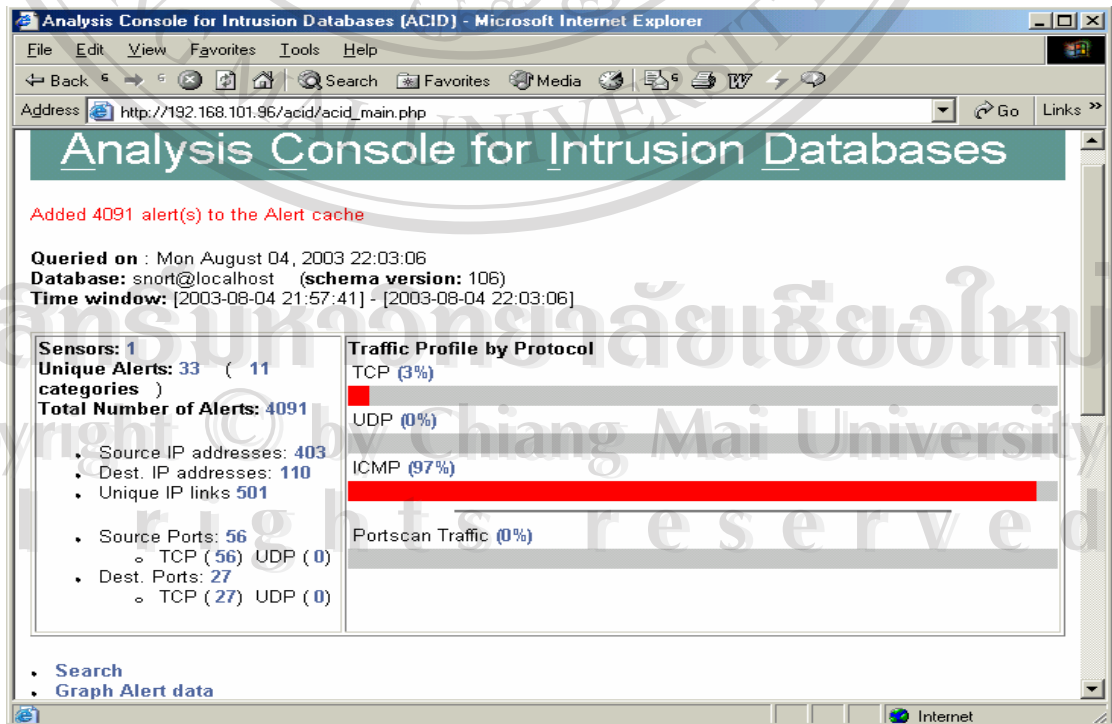 Analysis Console for Intrusion Databases (ACID) - Microsoft Internet Explorer
File Edit View Favorites Tools Help
Back Search Favorites Media
Address http://192.168.101.96/acid/acid_main.php Go Links »
Analysis Console for Intrusion Databases
Added 4091 alert(s) to the Alert cache
Queried on : Mon August 04, 2003 22:03:06
Database: snort@localhost (schema version: 106)
Time window: [2003-08-04 21:57:41] - [2003-08-04 22:03:06]
Sensors: 1
Unique Alerts: 33 ( 11
categories )
Total Number of Alerts: 4091
• Source IP addresses: 403
• Dest. IP addresses: 110
• Unique IP links 501
• Source Ports: 56
○ TCP ( 56) UDP ( 0)
• Dest. Ports: 27
○ TCP ( 27) UDP ( 0)
Traffic Profile by Protocol
TCP (3%)
UDP (0%)
ICMP (97%)
Portscan Traffic (0%)
• Search
• Graph Alert data
Internet
MAI UNIVERSIT
by Chiang Mai University
rights reserved